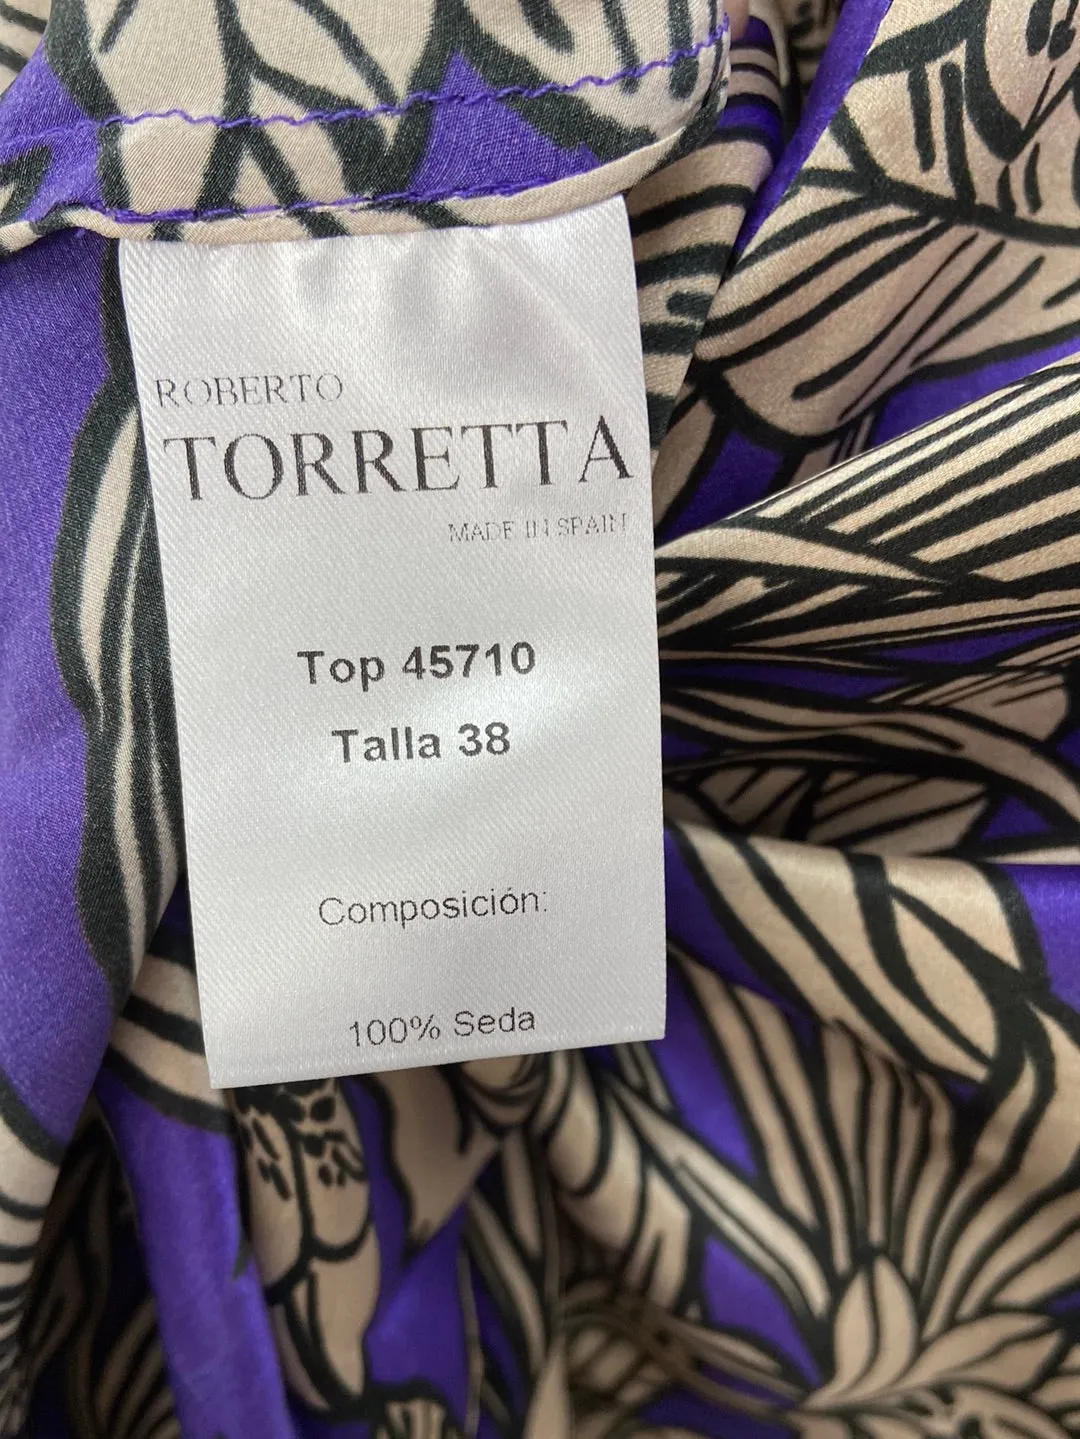 ROBERTO
TORRETTA
MADE IN SPAIN
Top 45710
Talla 38
Composición:
100% Seda